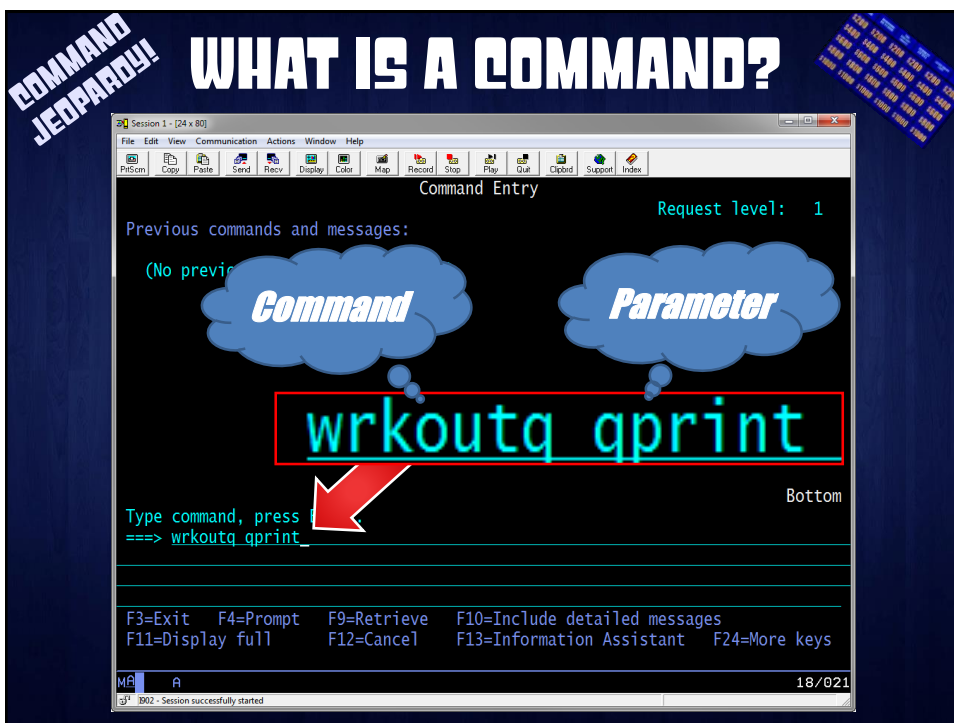 COMMAND
JEOPARDY!
WHAT IS A COMMAND?
Session 1 - [24 x 80]
File Edit View Communication Actions Window Help
PrtScrn Copy Paste Send Recv Display Color Map Record Stop Play Quit Clipbrd Support Index
Command Entry
Request level: 1
Previous commands and messages:
(No previo
Command
Parameter
wrkoutq qprint
Bottom
Type command, press
===> wrkoutq qprint_
F3=Exit F4=Prompt F9=Retrieve F10=Include detailed messages
F11=Display full F12=Cancel F13=Information Assistant F24=More keys
MA A 18/021
I902 - Session successfully started